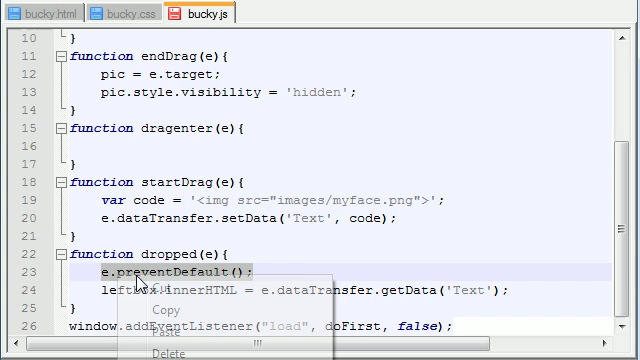 bucky.html bucky.css bucky.js
10 }
11 function endDrag(e){
12 pic = e.target;
13 pic.style.visibility = 'hidden';
14 }
15 function dragenter(e){
16
17 }
18 function startDrag(e){
19 var code = '<img src="images/myface.png">';
20 e.dataTransfer.setData('Text', code);
21 }
22 function dropped(e){
23 e.preventDefault();
Cut
24 innerHTML = e.dataTransfer.getData('Text');
Copy
25 }
26 window.addEventListener("load", doFirst, false);
Paste
Delete